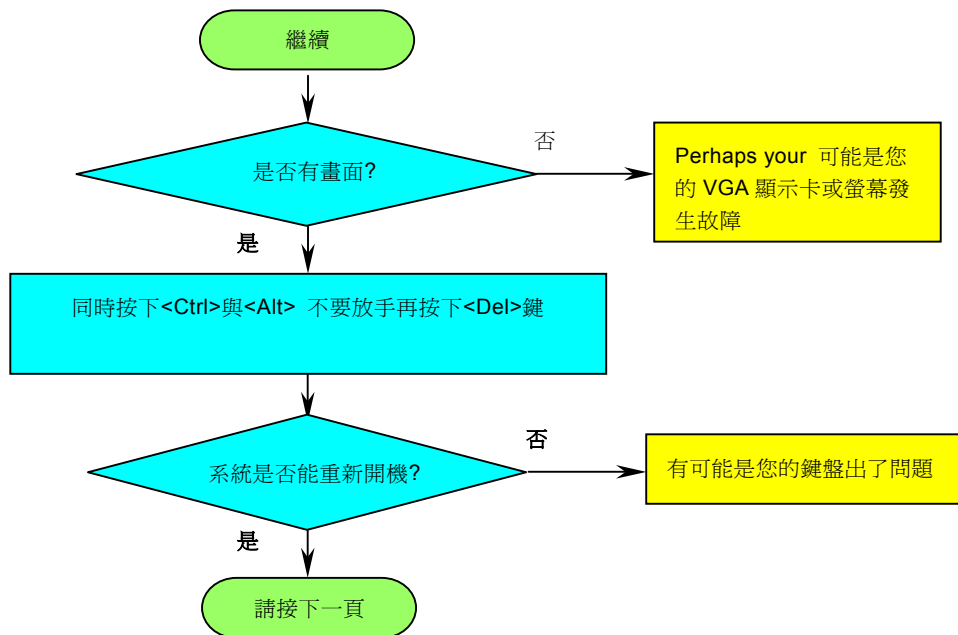 繼續
是否有畫面?
否
Perhaps your 可能是您
的 VGA 顯示卡或螢幕發
生故障
是
同時按下<Ctrl>與<Alt> 不要放手再按下<Del>鍵
系統是否能重新開機?
否
有可能是您的鍵盤出了問題
是
請接下一頁